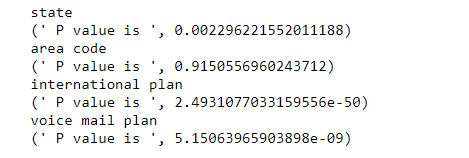 state
(' P value is ', 0.002296221552011188)
area code
(' P value is ', 0.9150556960243712)
international plan
(' P value is ', 2.4931077033159556e-50)
voice mail plan
(' P value is ', 5.15063965903898e-09)